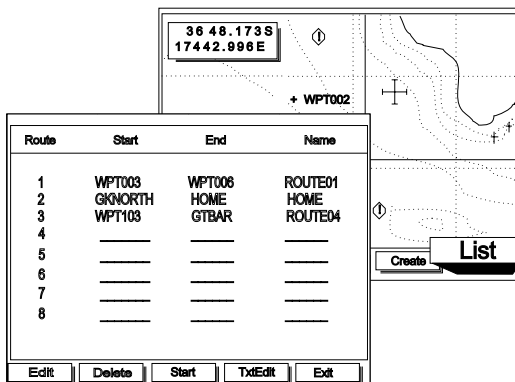 36 48.173S
17442.996E
WPT002
Create List
Route Start End Name
1 WPT003 WPT006 ROUTE01
2 GKNORTH HOME HOME
3 WPT103 GTBAR ROUTE04
4
5
6
7
8
Edit Delete Start TxtEdit Exit